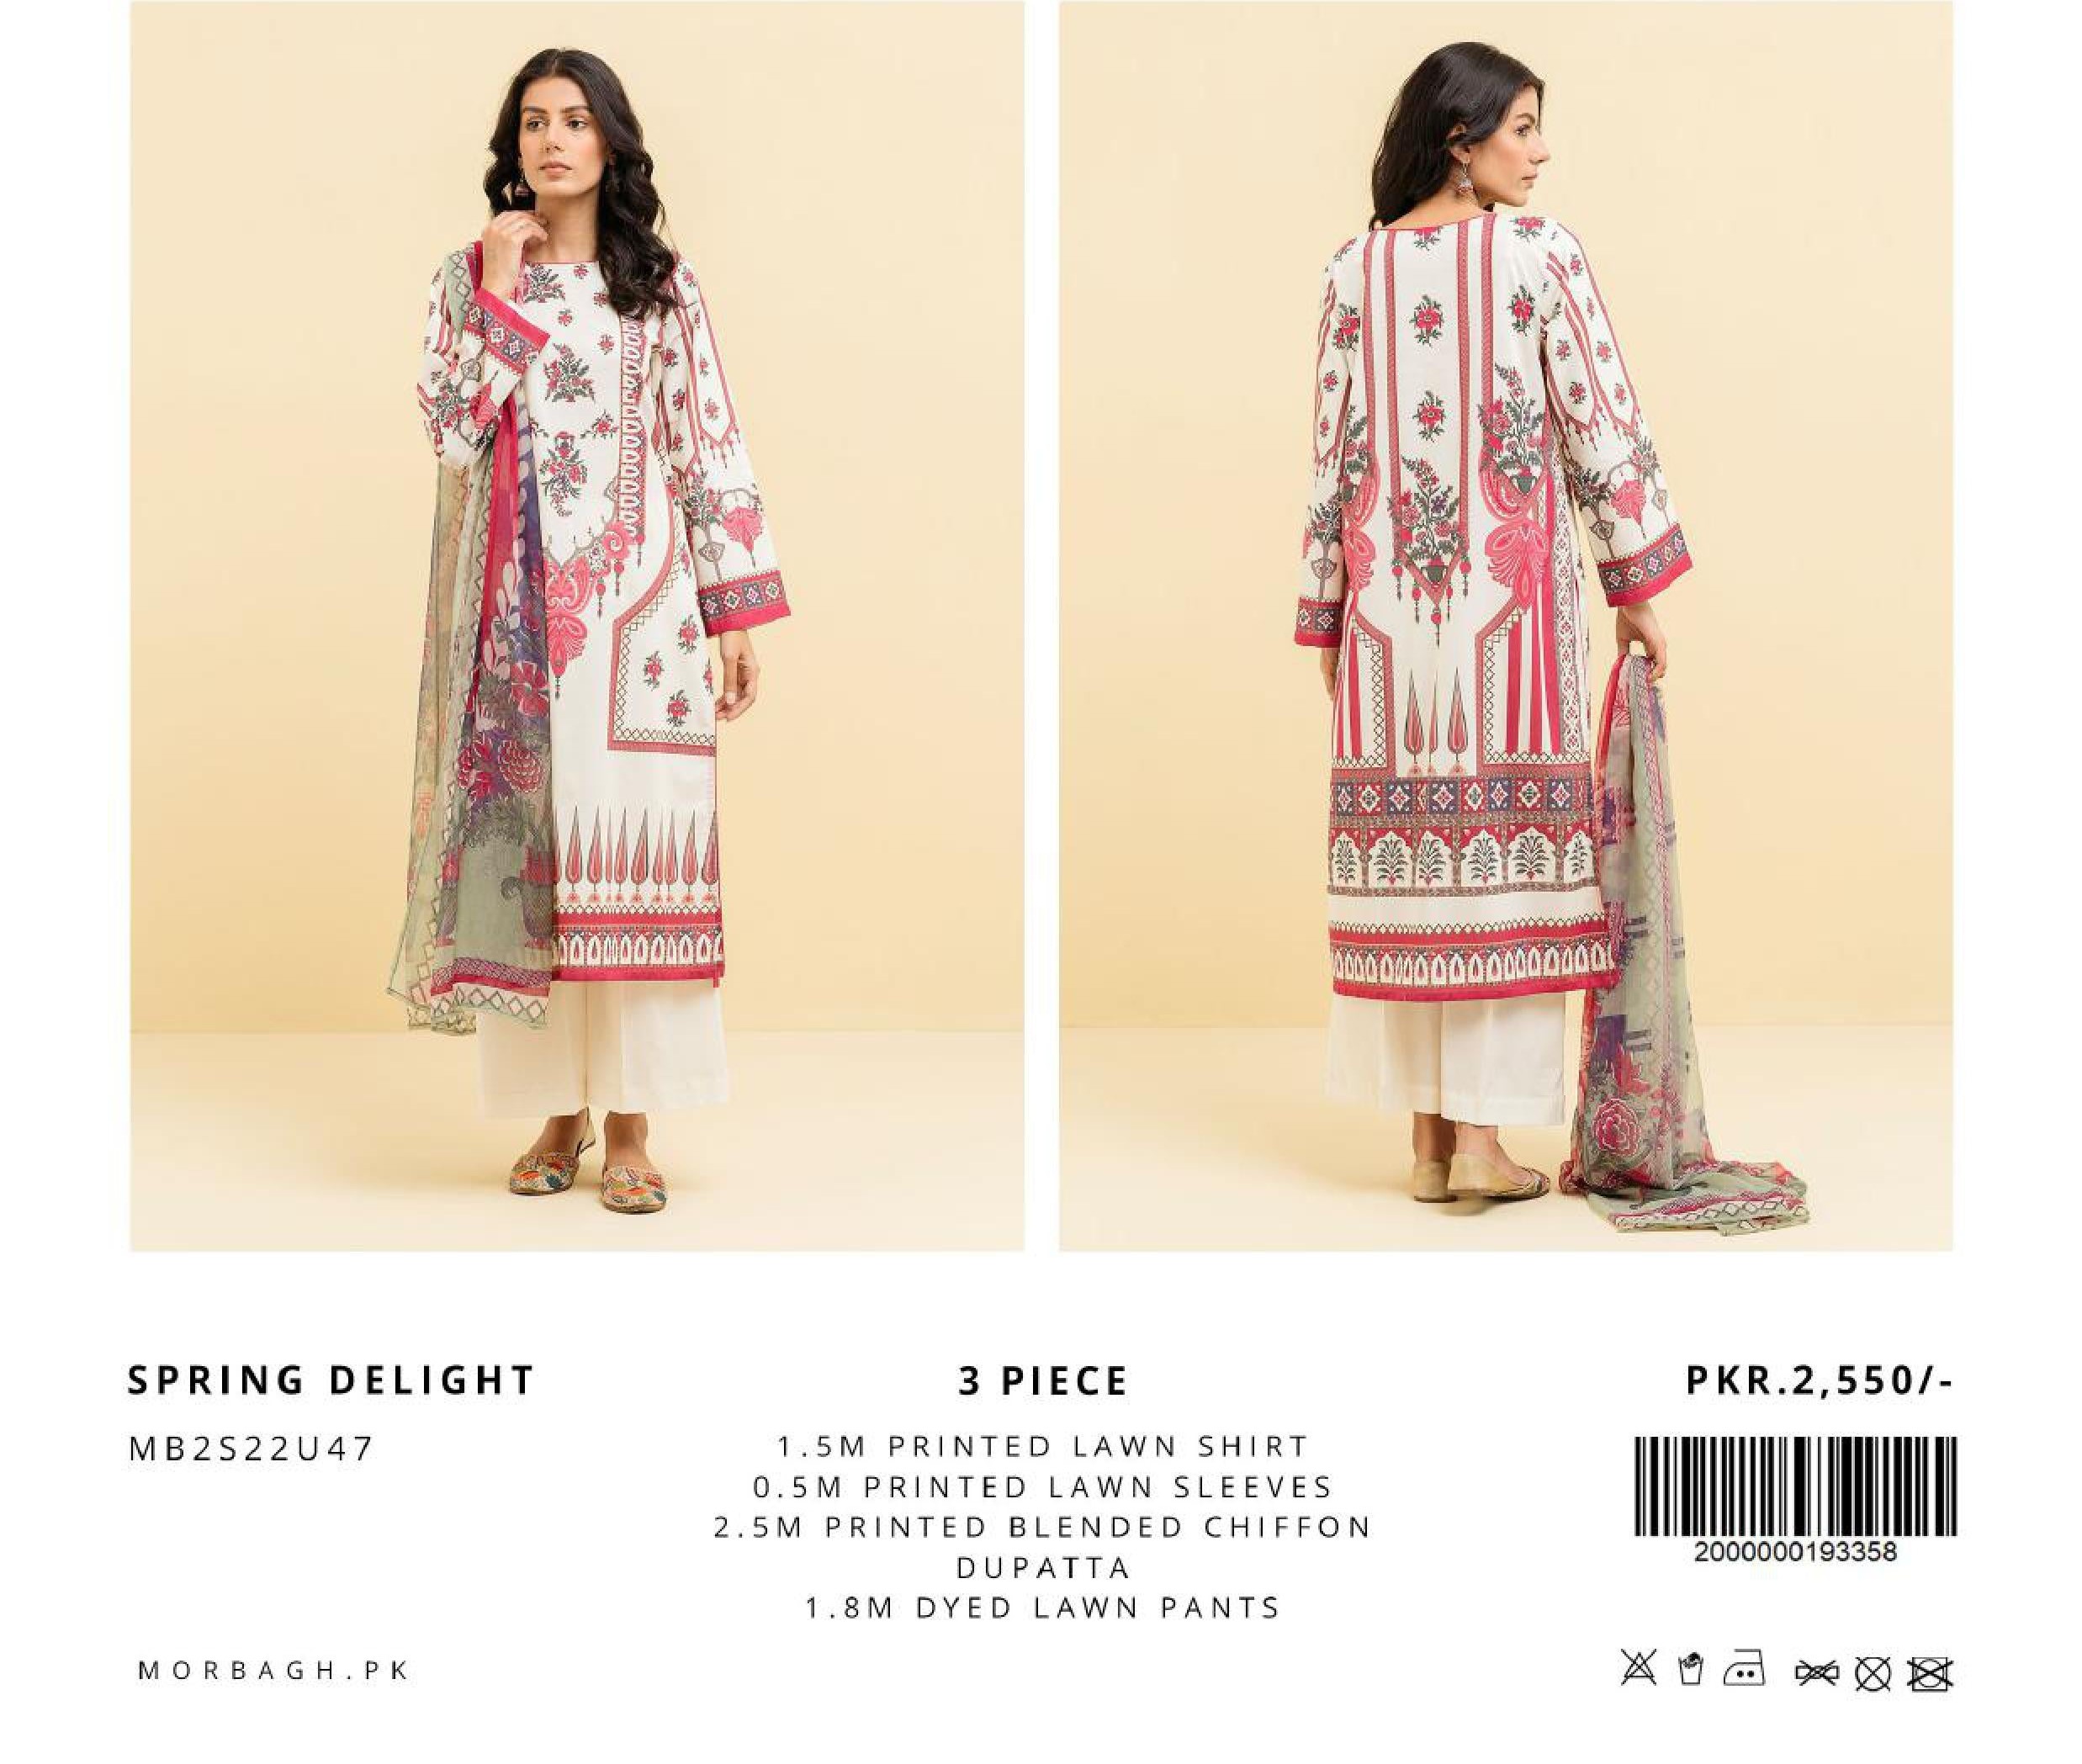 SPRING DELIGHT
MB2S22U47
3 PIECE
1.5M PRINTED LAWN SHIRT
0.5M PRINTED LAWN SLEEVES
2.5M PRINTED BLENDED CHIFFON
DUPATTA
1.8M DYED LAWN PANTS
PKR.2,550/-
2000000193358
MORBAGH.PK